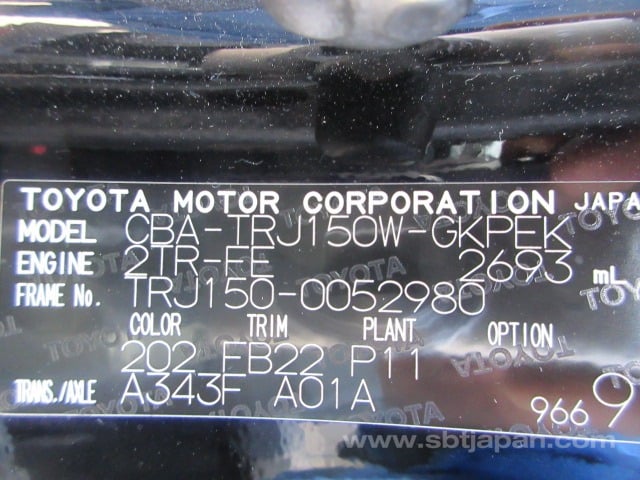 TOYOTA MOTOR CORPORATION JAPA
MODEL CBA-TRJ150W-GKPEK
ENGINE 2TR-FE 2693 mL
FRAME No. TRJ150-0052980
COLOR TRIM PLANT OPTION
202 FB22 P11
TRANS./AXLE A343F A01A
9669
www.sbtjapan.com